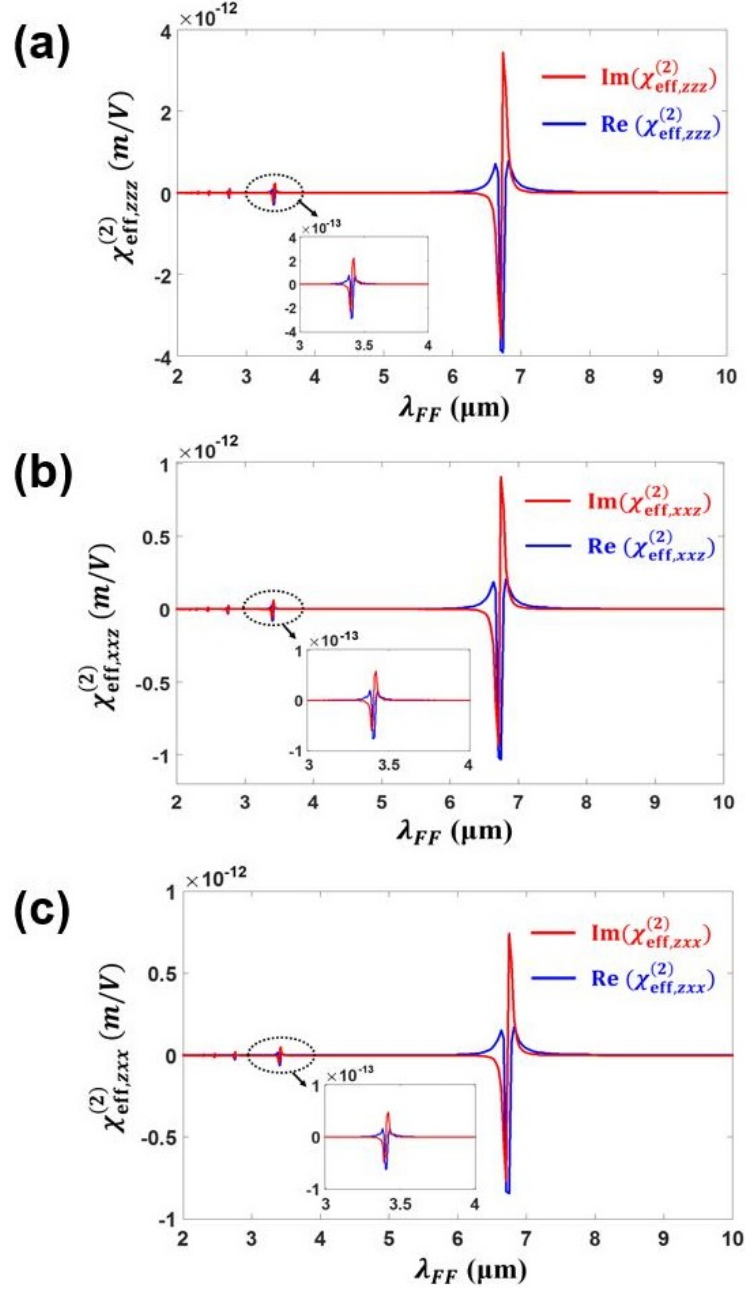 (a)
×10⁻¹²
4
2
0
-2
-4
χ⁽²⁾eff,zzz (m/V)
Im(χ⁽²⁾eff,zzz)
Re (χ⁽²⁾eff,zzz)
×10⁻¹³
4
2
0
-2
-4
3 3.5 4
2 3 4 5 6 7 8 9 10
λFF (μm)
(b)
×10⁻¹²
1
0.5
0
-0.5
-1
χ⁽²⁾eff,xxz (m/V)
Im(χ⁽²⁾eff,xxz)
Re (χ⁽²⁾eff,xxz)
×10⁻¹³
1
0
-1
3 3.5 4
2 3 4 5 6 7 8 9 10
λFF (μm)
(c)
×10⁻¹²
1
0.5
0
-0.5
-1
χ⁽²⁾eff,zxx (m/V)
Im(χ⁽²⁾eff,zxx)
Re (χ⁽²⁾eff,zxx)
×10⁻¹³
1
0
-1
3 3.5 4
2 3 4 5 6 7 8 9 10
λFF (μm)